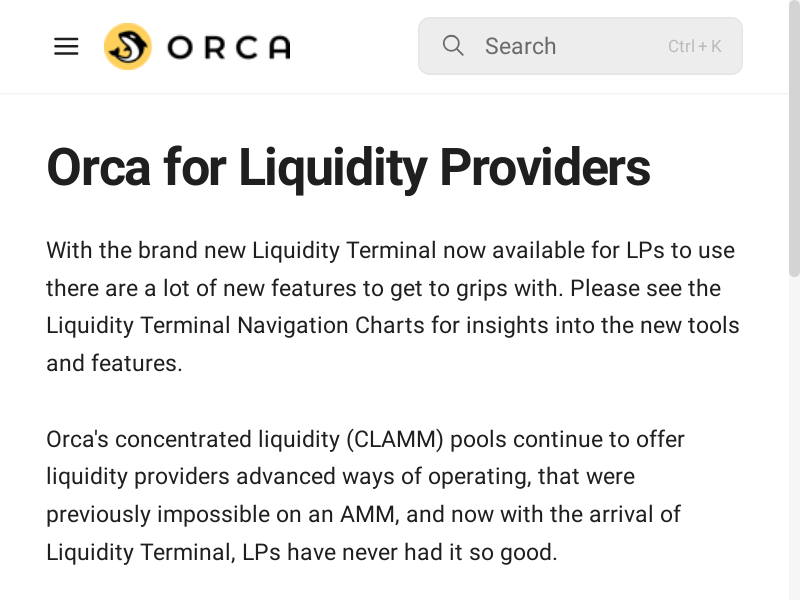 ORCA
Search
Ctrl + K
Orca for Liquidity Providers
With the brand new Liquidity Terminal now available for LPs to use
there are a lot of new features to get to grips with. Please see the
Liquidity Terminal Navigation Charts for insights into the new tools
and features.
Orca's concentrated liquidity (CLAMM) pools continue to offer
liquidity providers advanced ways of operating, that were
previously impossible on an AMM, and now with the arrival of
Liquidity Terminal, LPs have never had it so good.